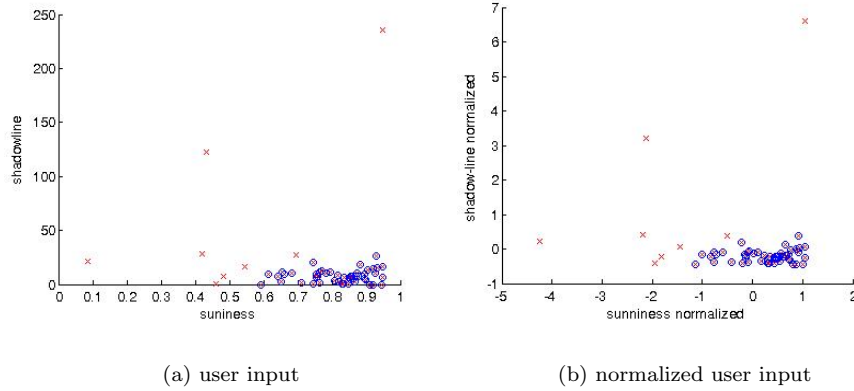 250
200
150
100
50
0
shadowline
0 0.1 0.2 0.3 0.4 0.5 0.6 0.7 0.8 0.9 1
suniness
(a) user input
7
6
5
4
3
2
1
0
-1
shadow-line normalized
-5 -4 -3 -2 -1 0 1 2
sunniness normalized
(b) normalized user input